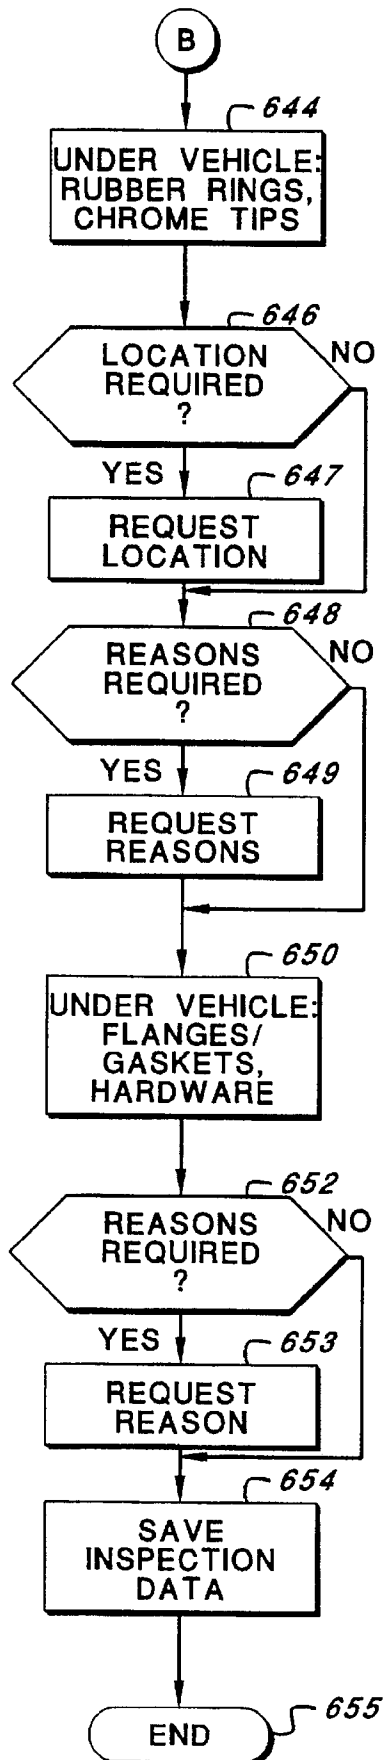 B
644
UNDER VEHICLE:
RUBBER RINGS,
CHROME TIPS
646
LOCATION
REQUIRED
?
NO
YES
647
REQUEST
LOCATION
648
REASONS
REQUIRED
?
NO
YES
649
REQUEST
REASONS
650
UNDER VEHICLE:
FLANGES/
GASKETS,
HARDWARE
652
REASONS
REQUIRED
?
NO
YES
653
REQUEST
REASON
654
SAVE
INSPECTION
DATA
655
END